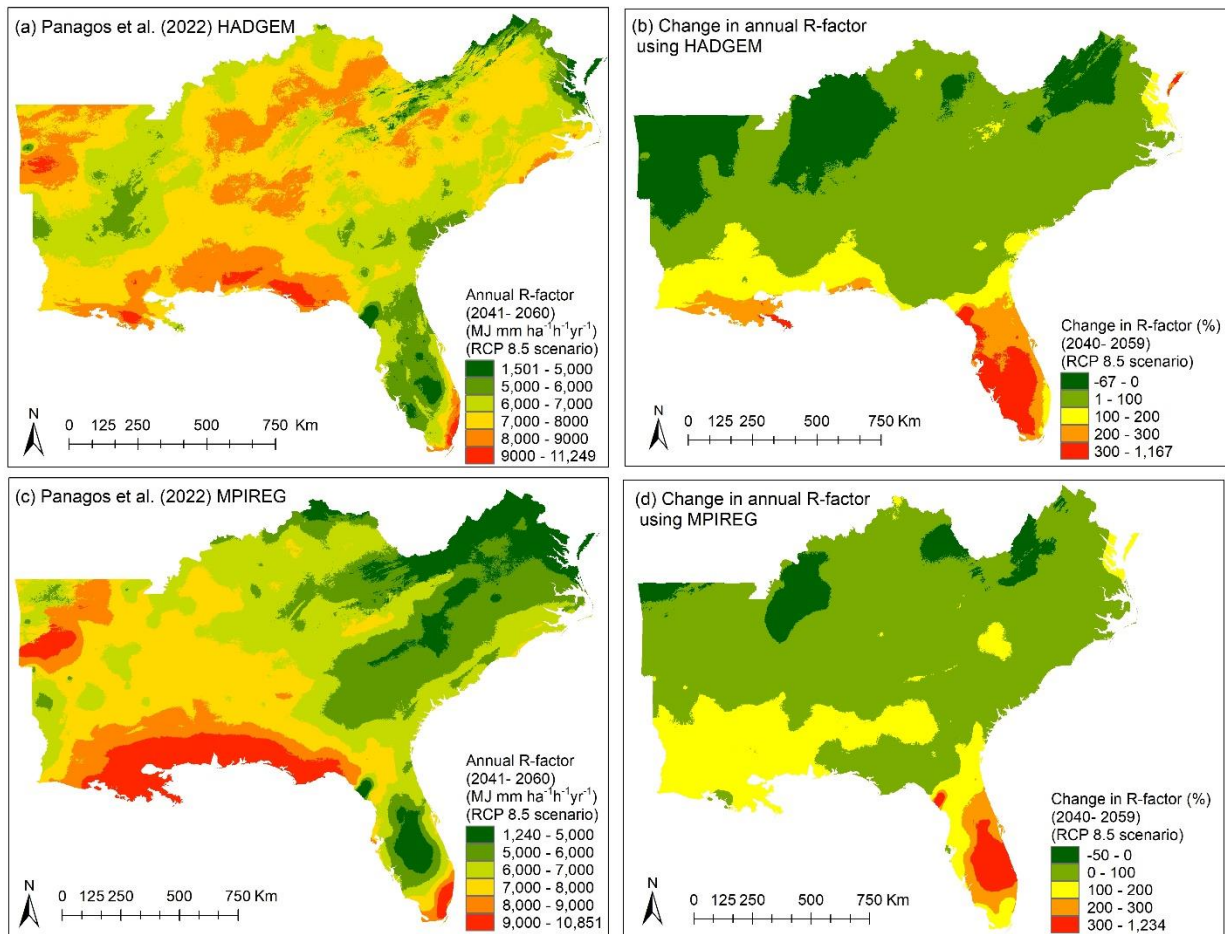 (a) Panagos et al. (2022) HADGEM
Annual R-factor
(2041- 2060)
(MJ mm ha⁻¹h⁻¹yr⁻¹)
(RCP 8.5 scenario)
1,501 - 5,000
5,000 - 6,000
6,000 - 7,000
7,000 - 8000
8,000 - 9000
9000 - 11,249
N
0 125 250 500 750 Km
(b) Change in annual R-factor
using HADGEM
Change in R-factor (%)
(2040- 2059)
(RCP 8.5 scenario)
-67 - 0
1 - 100
100 - 200
200 - 300
300 - 1,167
N
0 125 250 500 750 Km
(c) Panagos et al. (2022) MPIREG
Annual R-factor
(2041- 2060)
(MJ mm ha⁻¹h⁻¹yr⁻¹)
(RCP 8.5 scenario)
1,240 - 5,000
5,000 - 6,000
6,000 - 7,000
7,000 - 8,000
8,000 - 9,000
9,000 - 10,851
N
0 125 250 500 750 Km
(d) Change in annual R-factor
using MPIREG
Change in R-factor (%)
(2040- 2059)
(RCP 8.5 scenario)
-50 - 0
0 - 100
100 - 200
200 - 300
300 - 1,234
N
0 125 250 500 750 Km